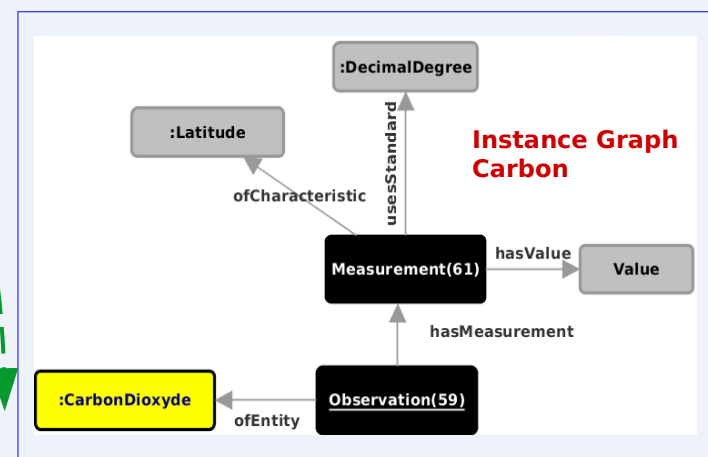 :DecimalDegree
:Latitude
usesStandard
Instance Graph
Carbon
ofCharacteristic
hasValue
Measurement(61)
Value
hasMeasurement
:CarbonDioxyde
Observation(59)
ofEntity